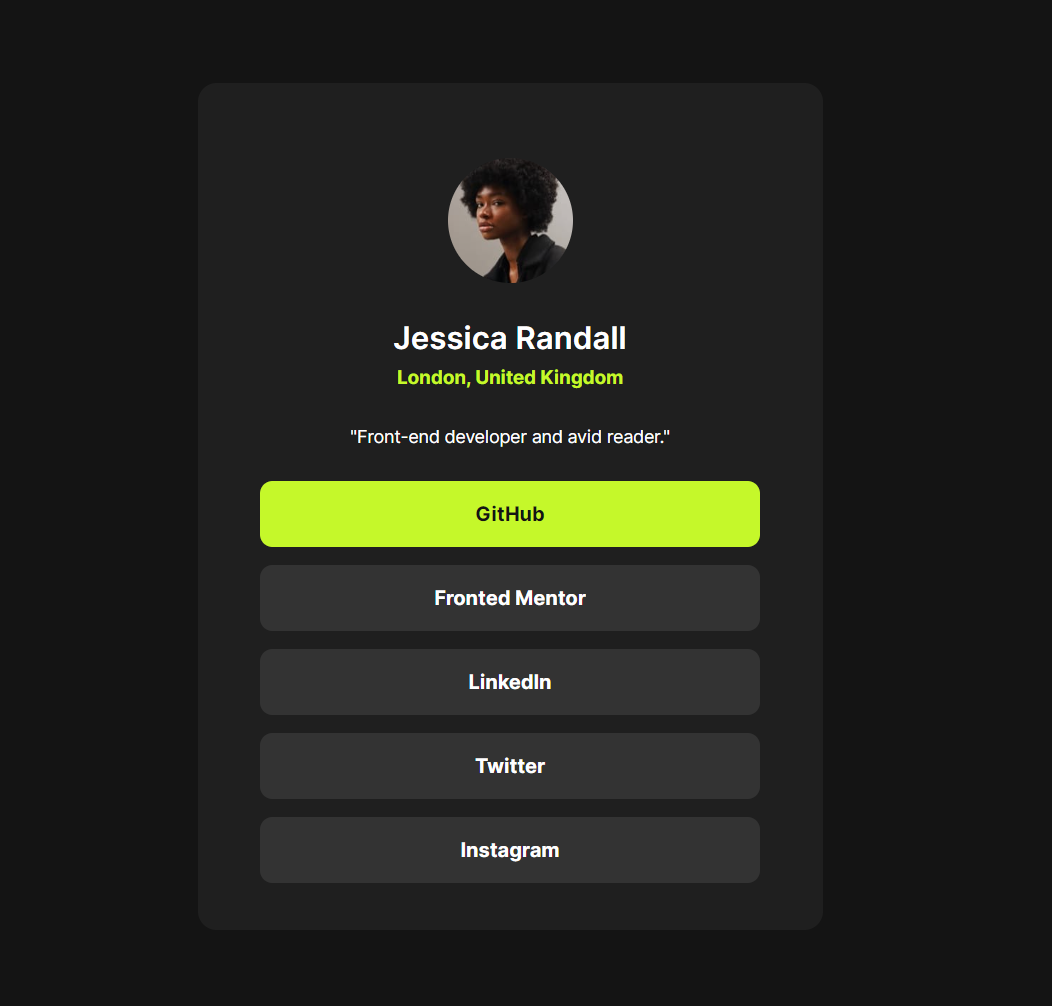 Jessica Randall
London, United Kingdom
"Front-end developer and avid reader."
GitHub
Fronted Mentor
LinkedIn
Twitter
Instagram